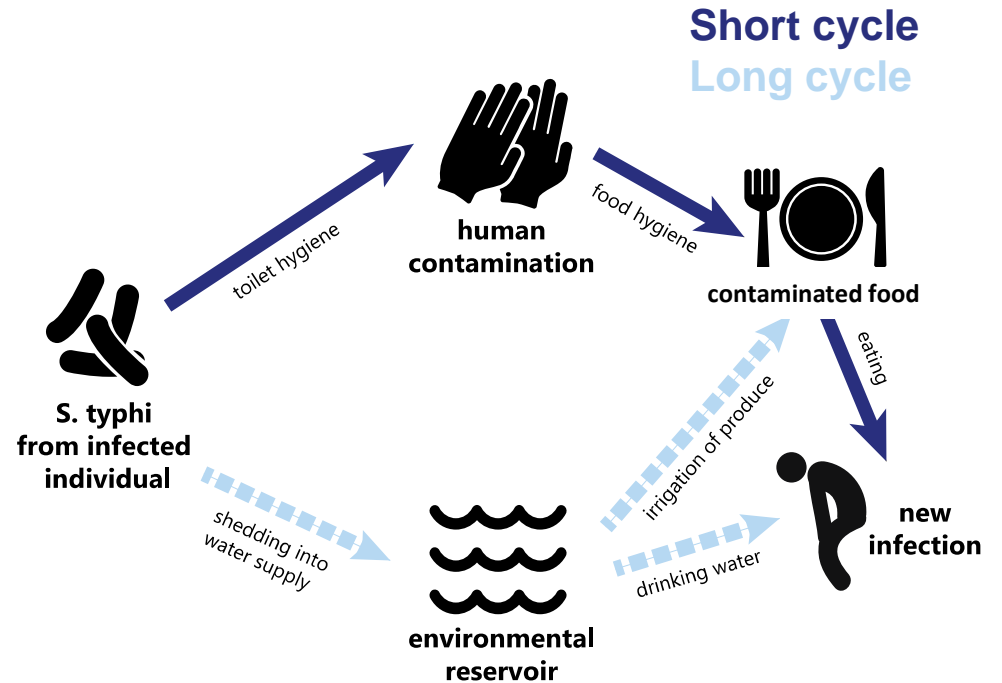 Short cycle
Long cycle
toilet hygiene
human
contamination
food hygiene
contaminated food
eating
S. typhi
from infected
individual
shedding into
water supply
irrigation of produce
drinking water
new
infection
environmental
reservoir